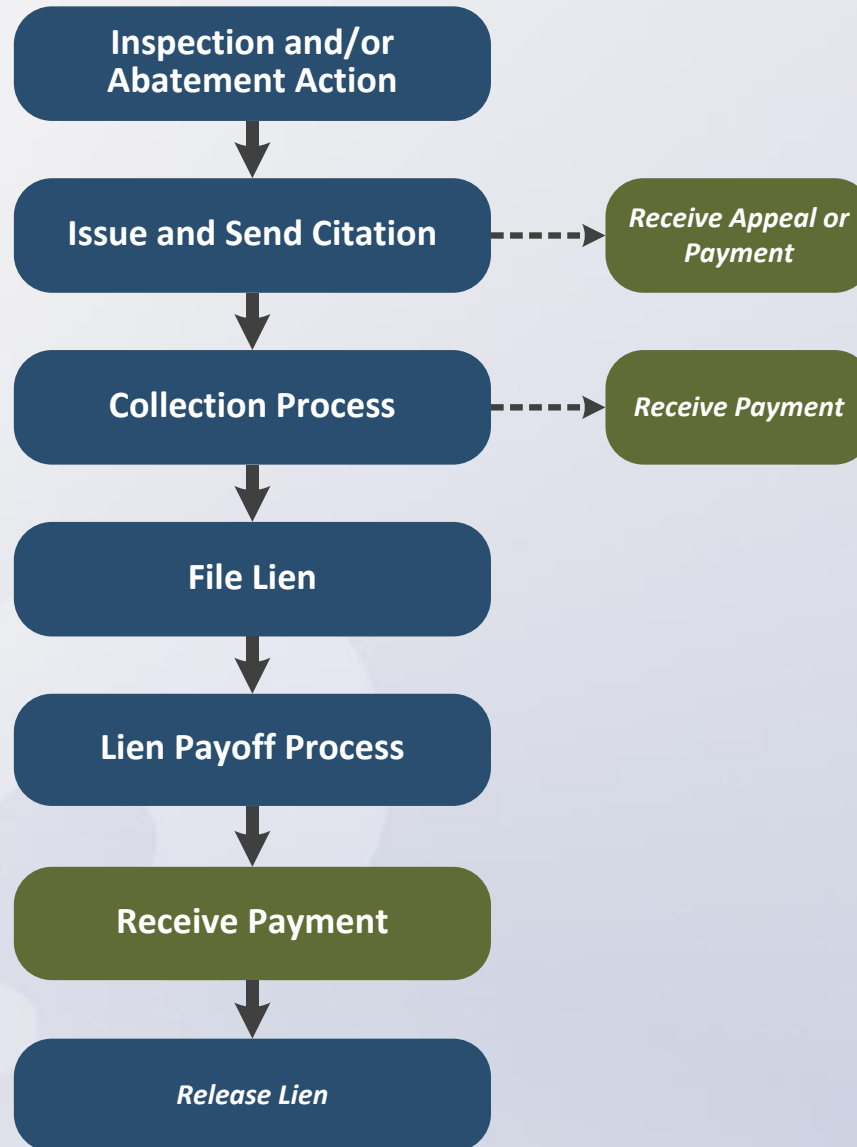 Inspection and/or
Abatement Action
Issue and Send Citation
Receive Appeal or
Payment
Collection Process
Receive Payment
File Lien
Lien Payoff Process
Receive Payment
Release Lien